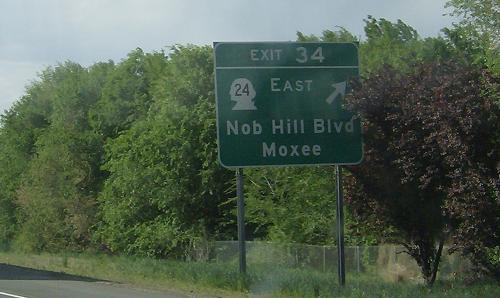 EXIT 34
24 EAST
Nob Hill Blvd
Moxee